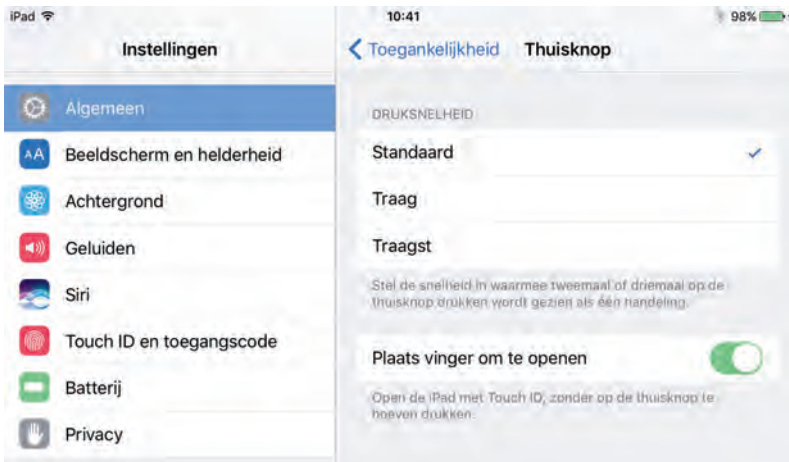 iPad 10:41 98%
Instellingen
Toegankelijkheid Thuisknop
Algemeen
AA Beeldscherm en helderheid
Achtergrond
Geluiden
Siri
Touch ID en toegangscode
Batterij
Privacy
DRUKSNELHEID
Standaard
Traag
Traagst
Stel de snelheid in waarmee tweemaal of driemaal op de
thuisknop drukken wordt gezien als één handeling.
Plaats vinger om te openen
Open de iPad met Touch ID, zonder op de thuisknop te
hoeven drukken.